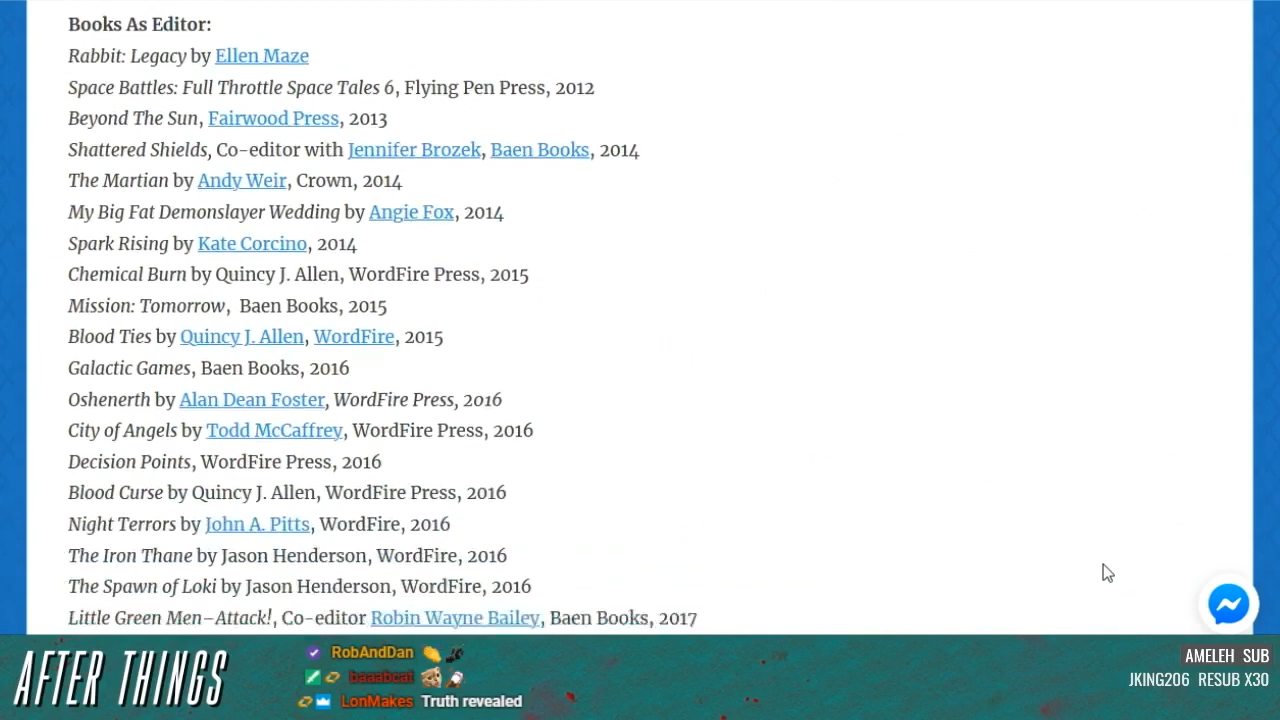 Books As Editor:
Rabbit: Legacy by Ellen Maze
Space Battles: Full Throttle Space Tales 6, Flying Pen Press, 2012
Beyond The Sun, Fairwood Press, 2013
Shattered Shields, Co-editor with Jennifer Brozek, Baen Books, 2014
The Martian by Andy Weir, Crown, 2014
My Big Fat Demonslayer Wedding by Angie Fox, 2014
Spark Rising by Kate Corcino, 2014
Chemical Burn by Quincy J. Allen, WordFire Press, 2015
Mission: Tomorrow, Baen Books, 2015
Blood Ties by Quincy J. Allen, WordFire, 2015
Galactic Games, Baen Books, 2016
Oshenerth by Alan Dean Foster, WordFire Press, 2016
City of Angels by Todd McCaffrey, WordFire Press, 2016
Decision Points, WordFire Press, 2016
Blood Curse by Quincy J. Allen, WordFire Press, 2016
Night Terrors by John A. Pitts, WordFire, 2016
The Iron Thane by Jason Henderson, WordFire, 2016
The Spawn of Loki by Jason Henderson, WordFire, 2016
Little Green Men–Attack!, Co-editor Robin Wayne Bailey, Baen Books, 2017
AFTER THINGS
RobAndDan
baaabcat
LonMakes Truth revealed
AMELEH SUB
JKING206 RESUB X30